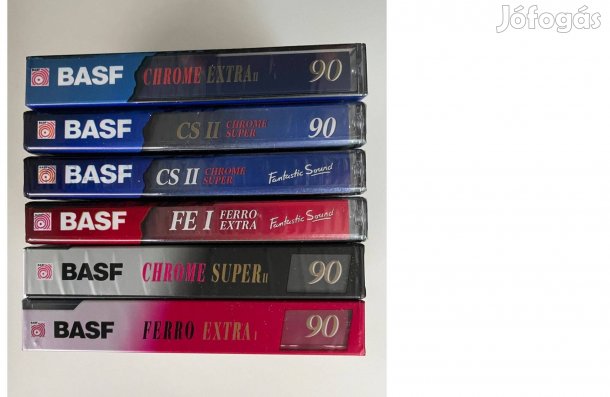 Jófogás
BASF CHROME EXTRA II 90
BASF CS II CHROME SUPER 90
BASF CS II CHROME SUPER Fantastic Sound
BASF FE I FERRO EXTRA Fantastic Sound
BASF CHROME SUPER II 90
BASF FERRO EXTRA I 90